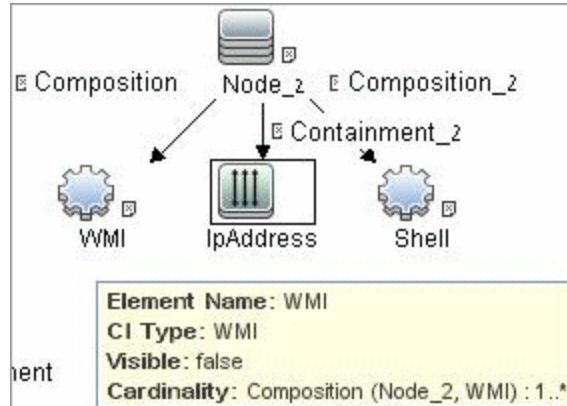 Composition
Node_2
Composition_2
Containment_2
WMI
IpAddress
Shell
Element Name: WMI
CI Type: WMI
Visible: false
Cardinality: Composition (Node_2, WMI) : 1..*
nent